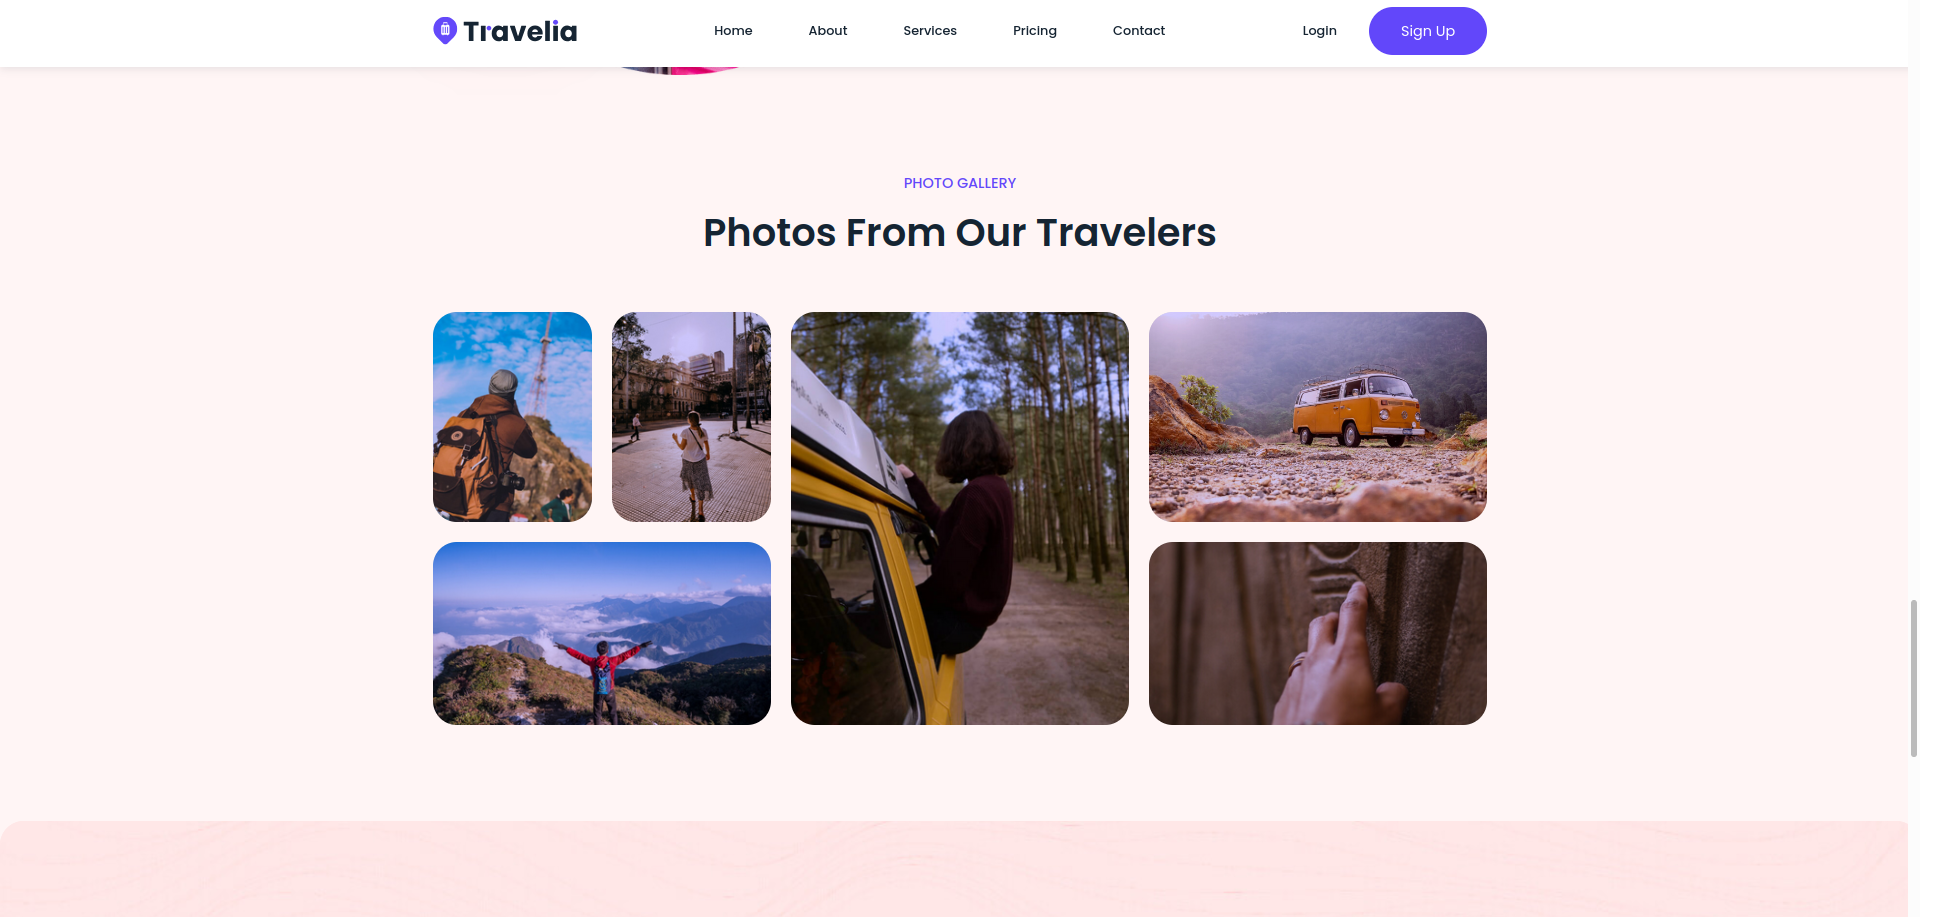 Travelia
Home
About
Services
Pricing
Contact
Login
Sign Up
PHOTO GALLERY
Photos From Our Travelers